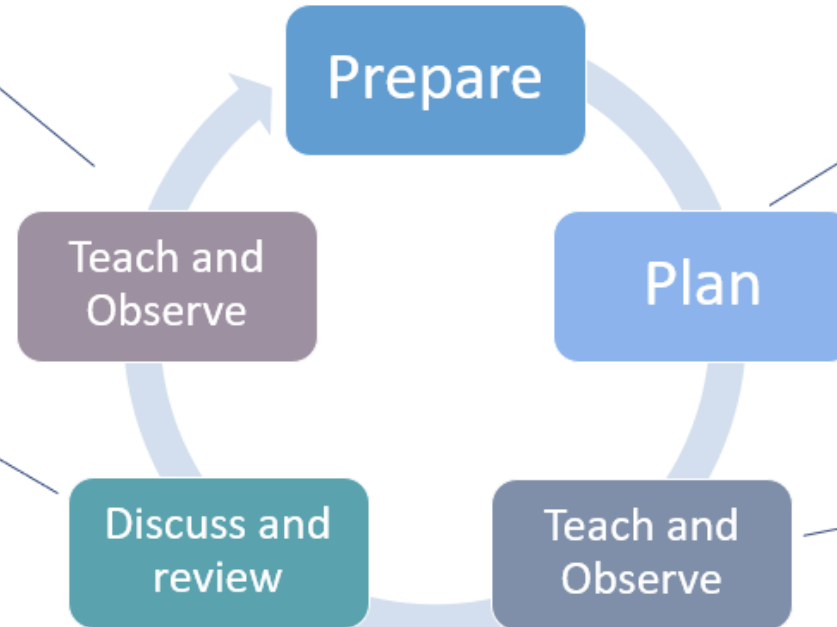 Prepare
Plan
Teach and
Observe
Discuss and
review
Teach and
Observe